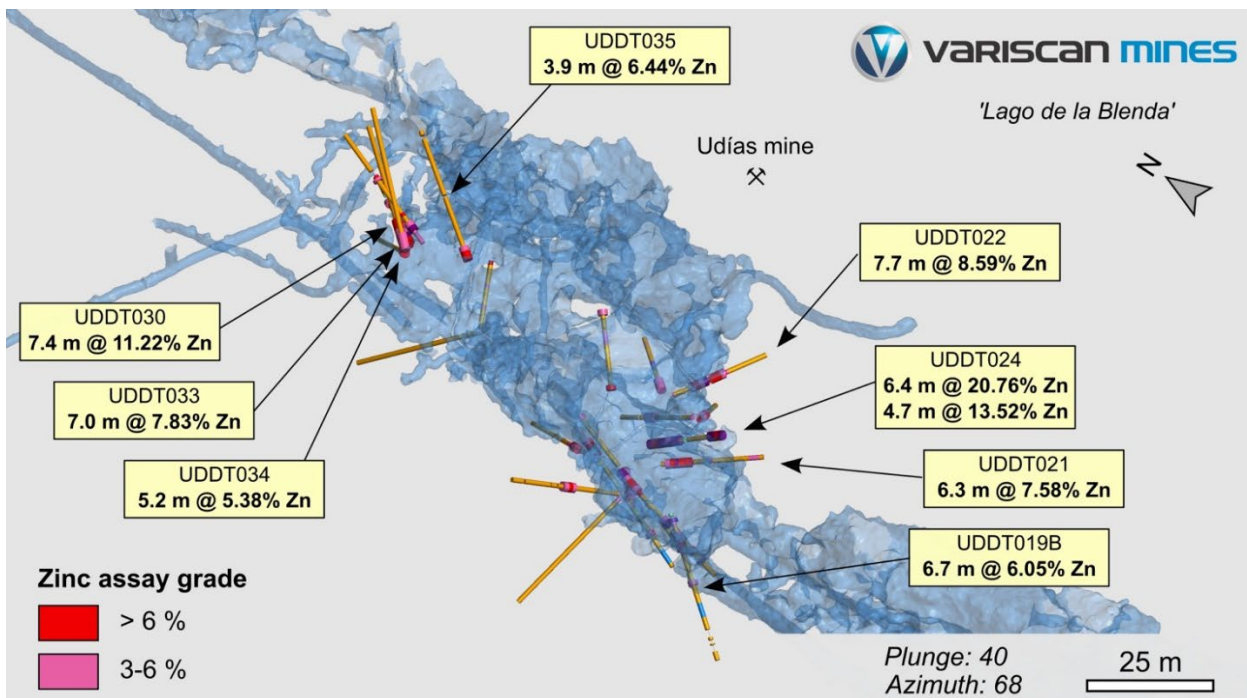 UDDT035
3.9 m @ 6.44% Zn
VARISCAN MINES
'Lago de la Blenda'
Udías mine
N
UDDT022
7.7 m @ 8.59% Zn
UDDT030
7.4 m @ 11.22% Zn
UDDT024
6.4 m @ 20.76% Zn
4.7 m @ 13.52% Zn
UDDT033
7.0 m @ 7.83% Zn
UDDT034
5.2 m @ 5.38% Zn
UDDT021
6.3 m @ 7.58% Zn
UDDT019B
6.7 m @ 6.05% Zn
Zinc assay grade
> 6 %
3-6 %
Plunge: 40
Azimuth: 68
25 m